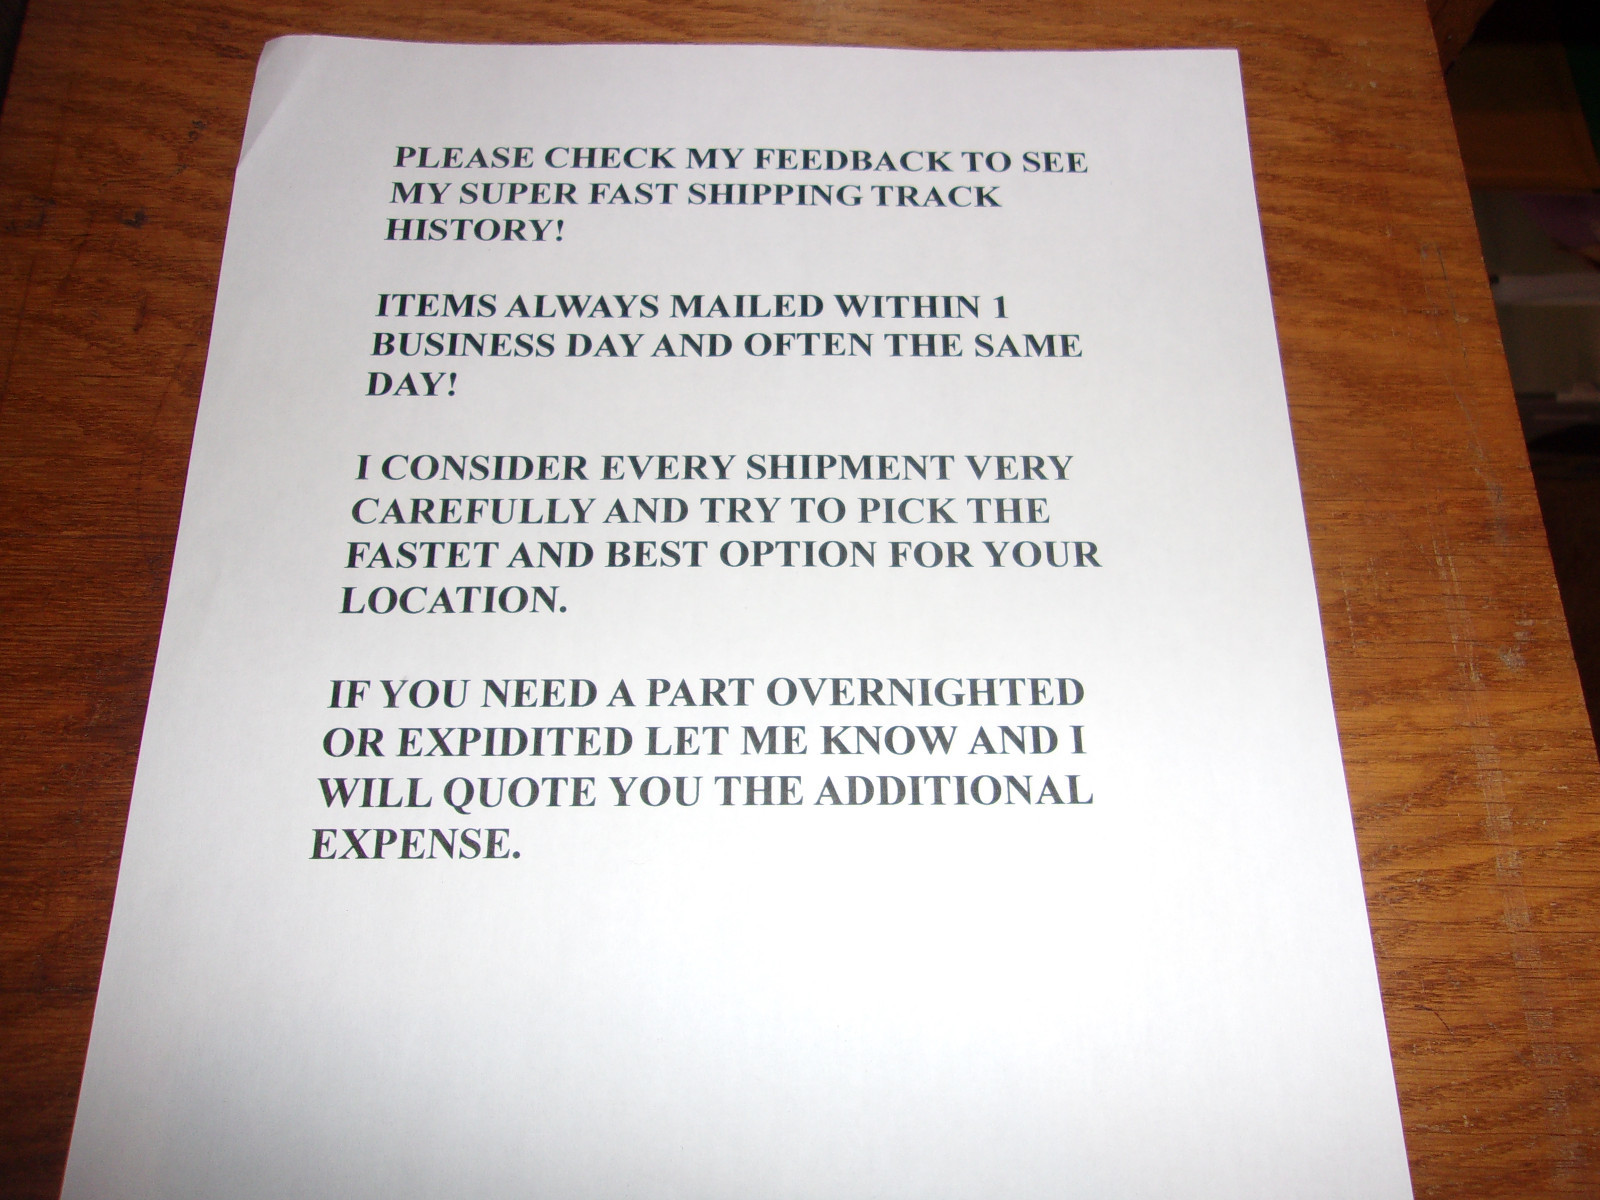 PLEASE CHECK MY FEEDBACK TO SEE
MY SUPER FAST SHIPPING TRACK
HISTORY!
ITEMS ALWAYS MAILED WITHIN 1
BUSINESS DAY AND OFTEN THE SAME
DAY!
I CONSIDER EVERY SHIPMENT VERY
CAREFULLY AND TRY TO PICK THE
FASTET AND BEST OPTION FOR YOUR
LOCATION.
IF YOU NEED A PART OVERNIGHTED
OR EXPIDITED LET ME KNOW AND I
WILL QUOTE YOU THE ADDITIONAL
EXPENSE.